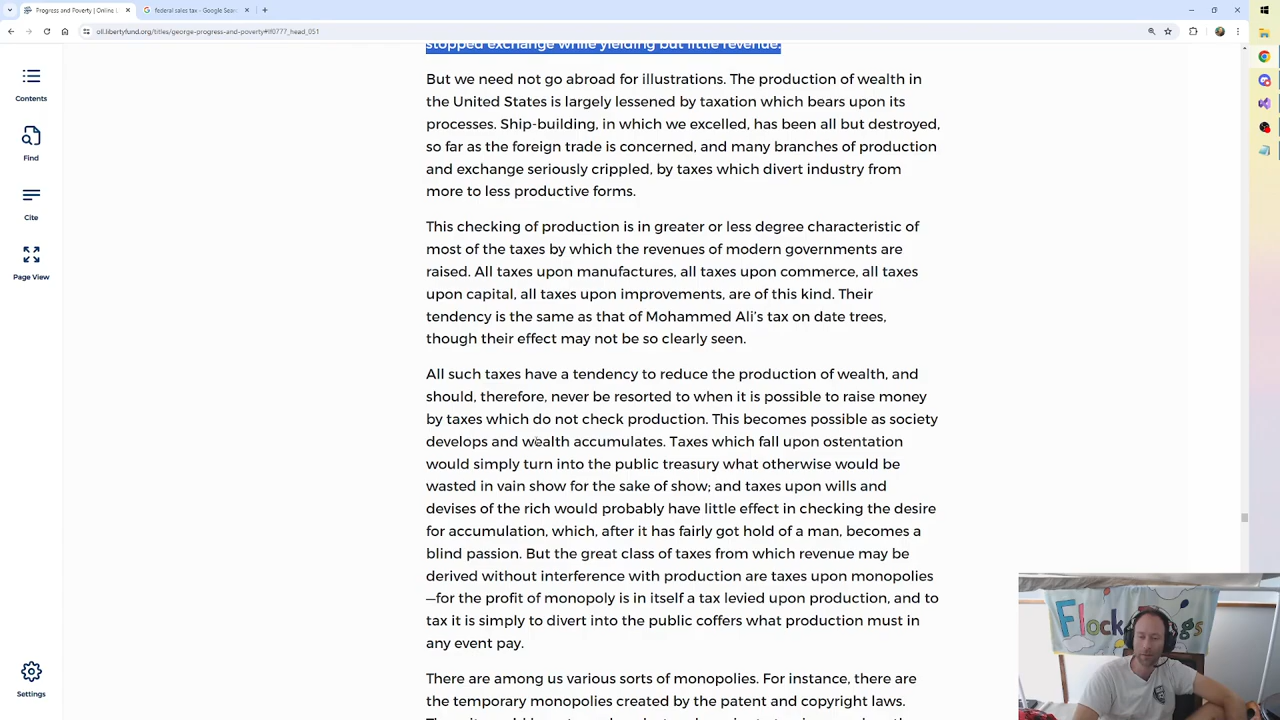 Progress and Poverty | Online L
federal sales tax - Google Sear
oll.libertyfund.org/titles/george-progress-and-poverty#lf0777_head_051
Contents
Find
Cite
Page View
Settings
stopped exchange while yielding but little revenue.
But we need not go abroad for illustrations. The production of wealth in
the United States is largely lessened by taxation which bears upon its
processes. Ship-building, in which we excelled, has been all but destroyed,
so far as the foreign trade is concerned, and many branches of production
and exchange seriously crippled, by taxes which divert industry from
more to less productive forms.
This checking of production is in greater or less degree characteristic of
most of the taxes by which the revenues of modern governments are
raised. All taxes upon manufactures, all taxes upon commerce, all taxes
upon capital, all taxes upon improvements, are of this kind. Their
tendency is the same as that of Mohammed Ali’s tax on date trees,
though their effect may not be so clearly seen.
All such taxes have a tendency to reduce the production of wealth, and
should, therefore, never be resorted to when it is possible to raise money
by taxes which do not check production. This becomes possible as society
develops and wealth accumulates. Taxes which fall upon ostentation
would simply turn into the public treasury what otherwise would be
wasted in vain show for the sake of show; and taxes upon wills and
devises of the rich would probably have little effect in checking the desire
for accumulation, which, after it has fairly got hold of a man, becomes a
blind passion. But the great class of taxes from which revenue may be
derived without interference with production are taxes upon monopolies
—for the profit of monopoly is in itself a tax levied upon production, and to
tax it is simply to divert into the public coffers what production must in
any event pay.
There are among us various sorts of monopolies. For instance, there are
the temporary monopolies created by the patent and copyright laws.